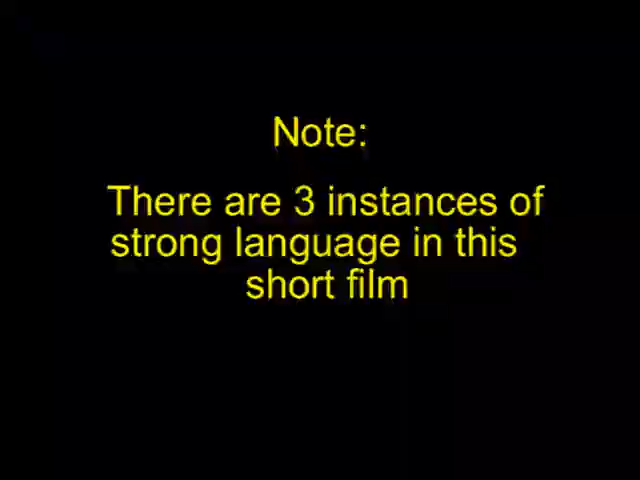 Note:
There are 3 instances of
strong language in this
short film